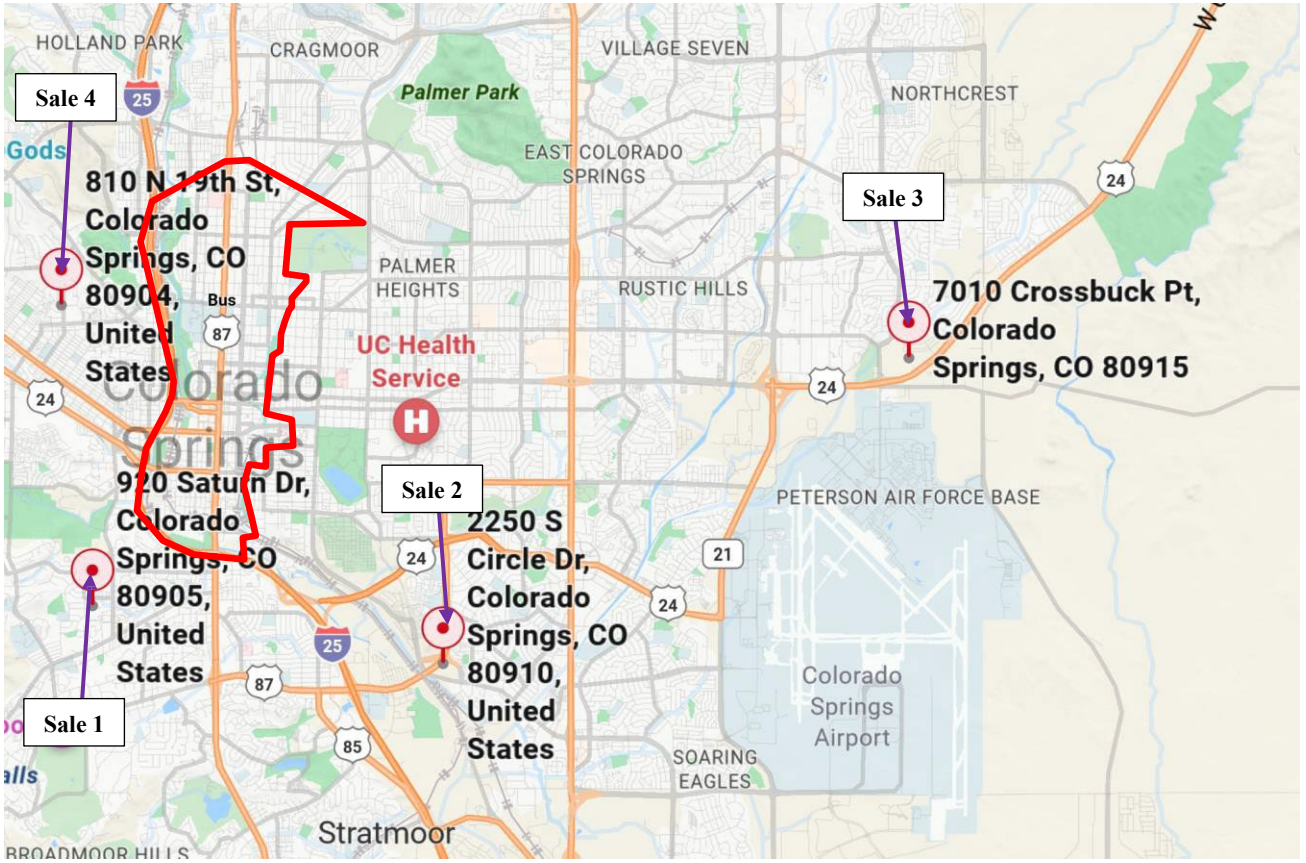 HOLLAND PARK
CRAGMOOR
VILLAGE SEVEN
W
Sale 4
25
Palmer Park
NORTHCREST
Gods
EAST COLORADO
SPRINGS
24
810 N 19th St,
Colorado
Springs, CO
80904,
United
States
Sale 3
PALMER
HEIGHTS
RUSTIC HILLS
7010 Crossbuck Pt,
Colorado
Springs, CO 80915
Bus
87
UC Health
Service
H
24
24
Colorado
Springs
920 Saturn Dr,
Colorado
Springs, CO
80905,
United
States
Sale 2
2250 S
Circle Dr,
Colorado
Springs, CO
80910,
United
States
PETERSON AIR FORCE BASE
24
21
24
25
87
Colorado
Springs
Airport
Sale 1
oo
85
alls
SOARING
EAGLES
Stratmoor
BROADMOOR HILLS